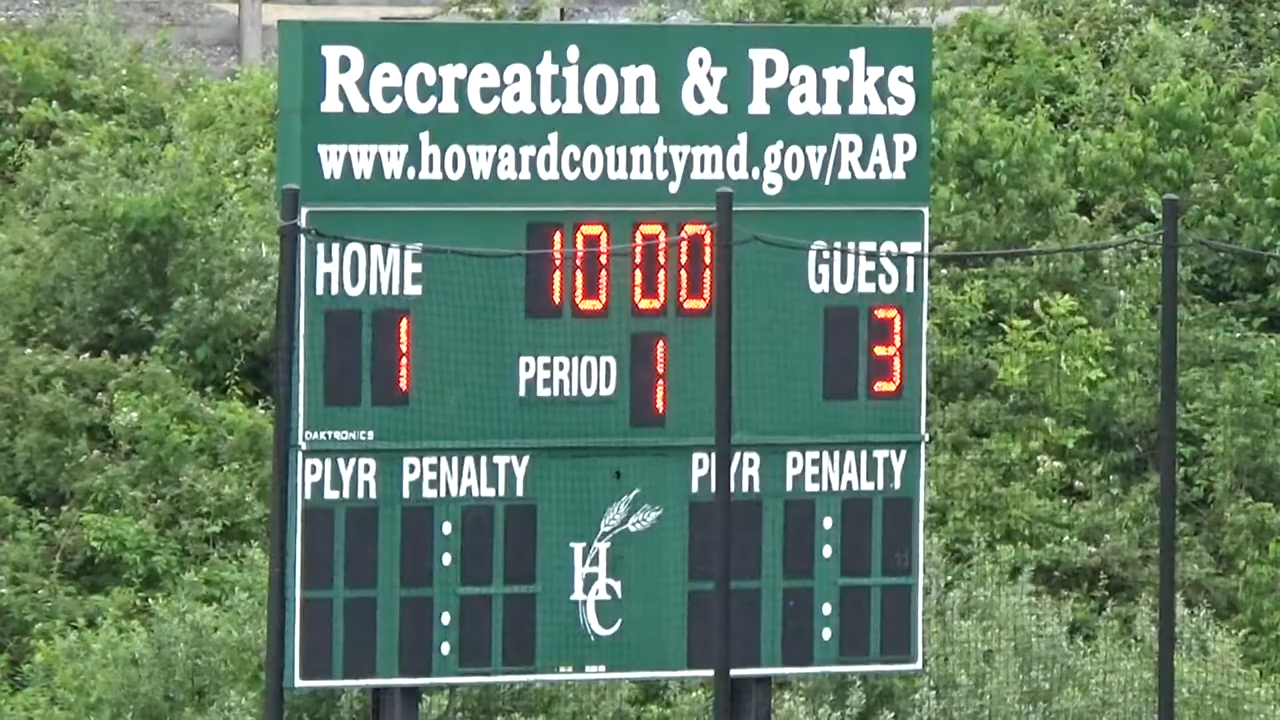 Recreation & Parks
www.howardcountymd.gov/RAP
HOME 10 00 GUEST
1 PERIOD 1 3
DAKTRONICS
PLYR PENALTY PLYR PENALTY
HC